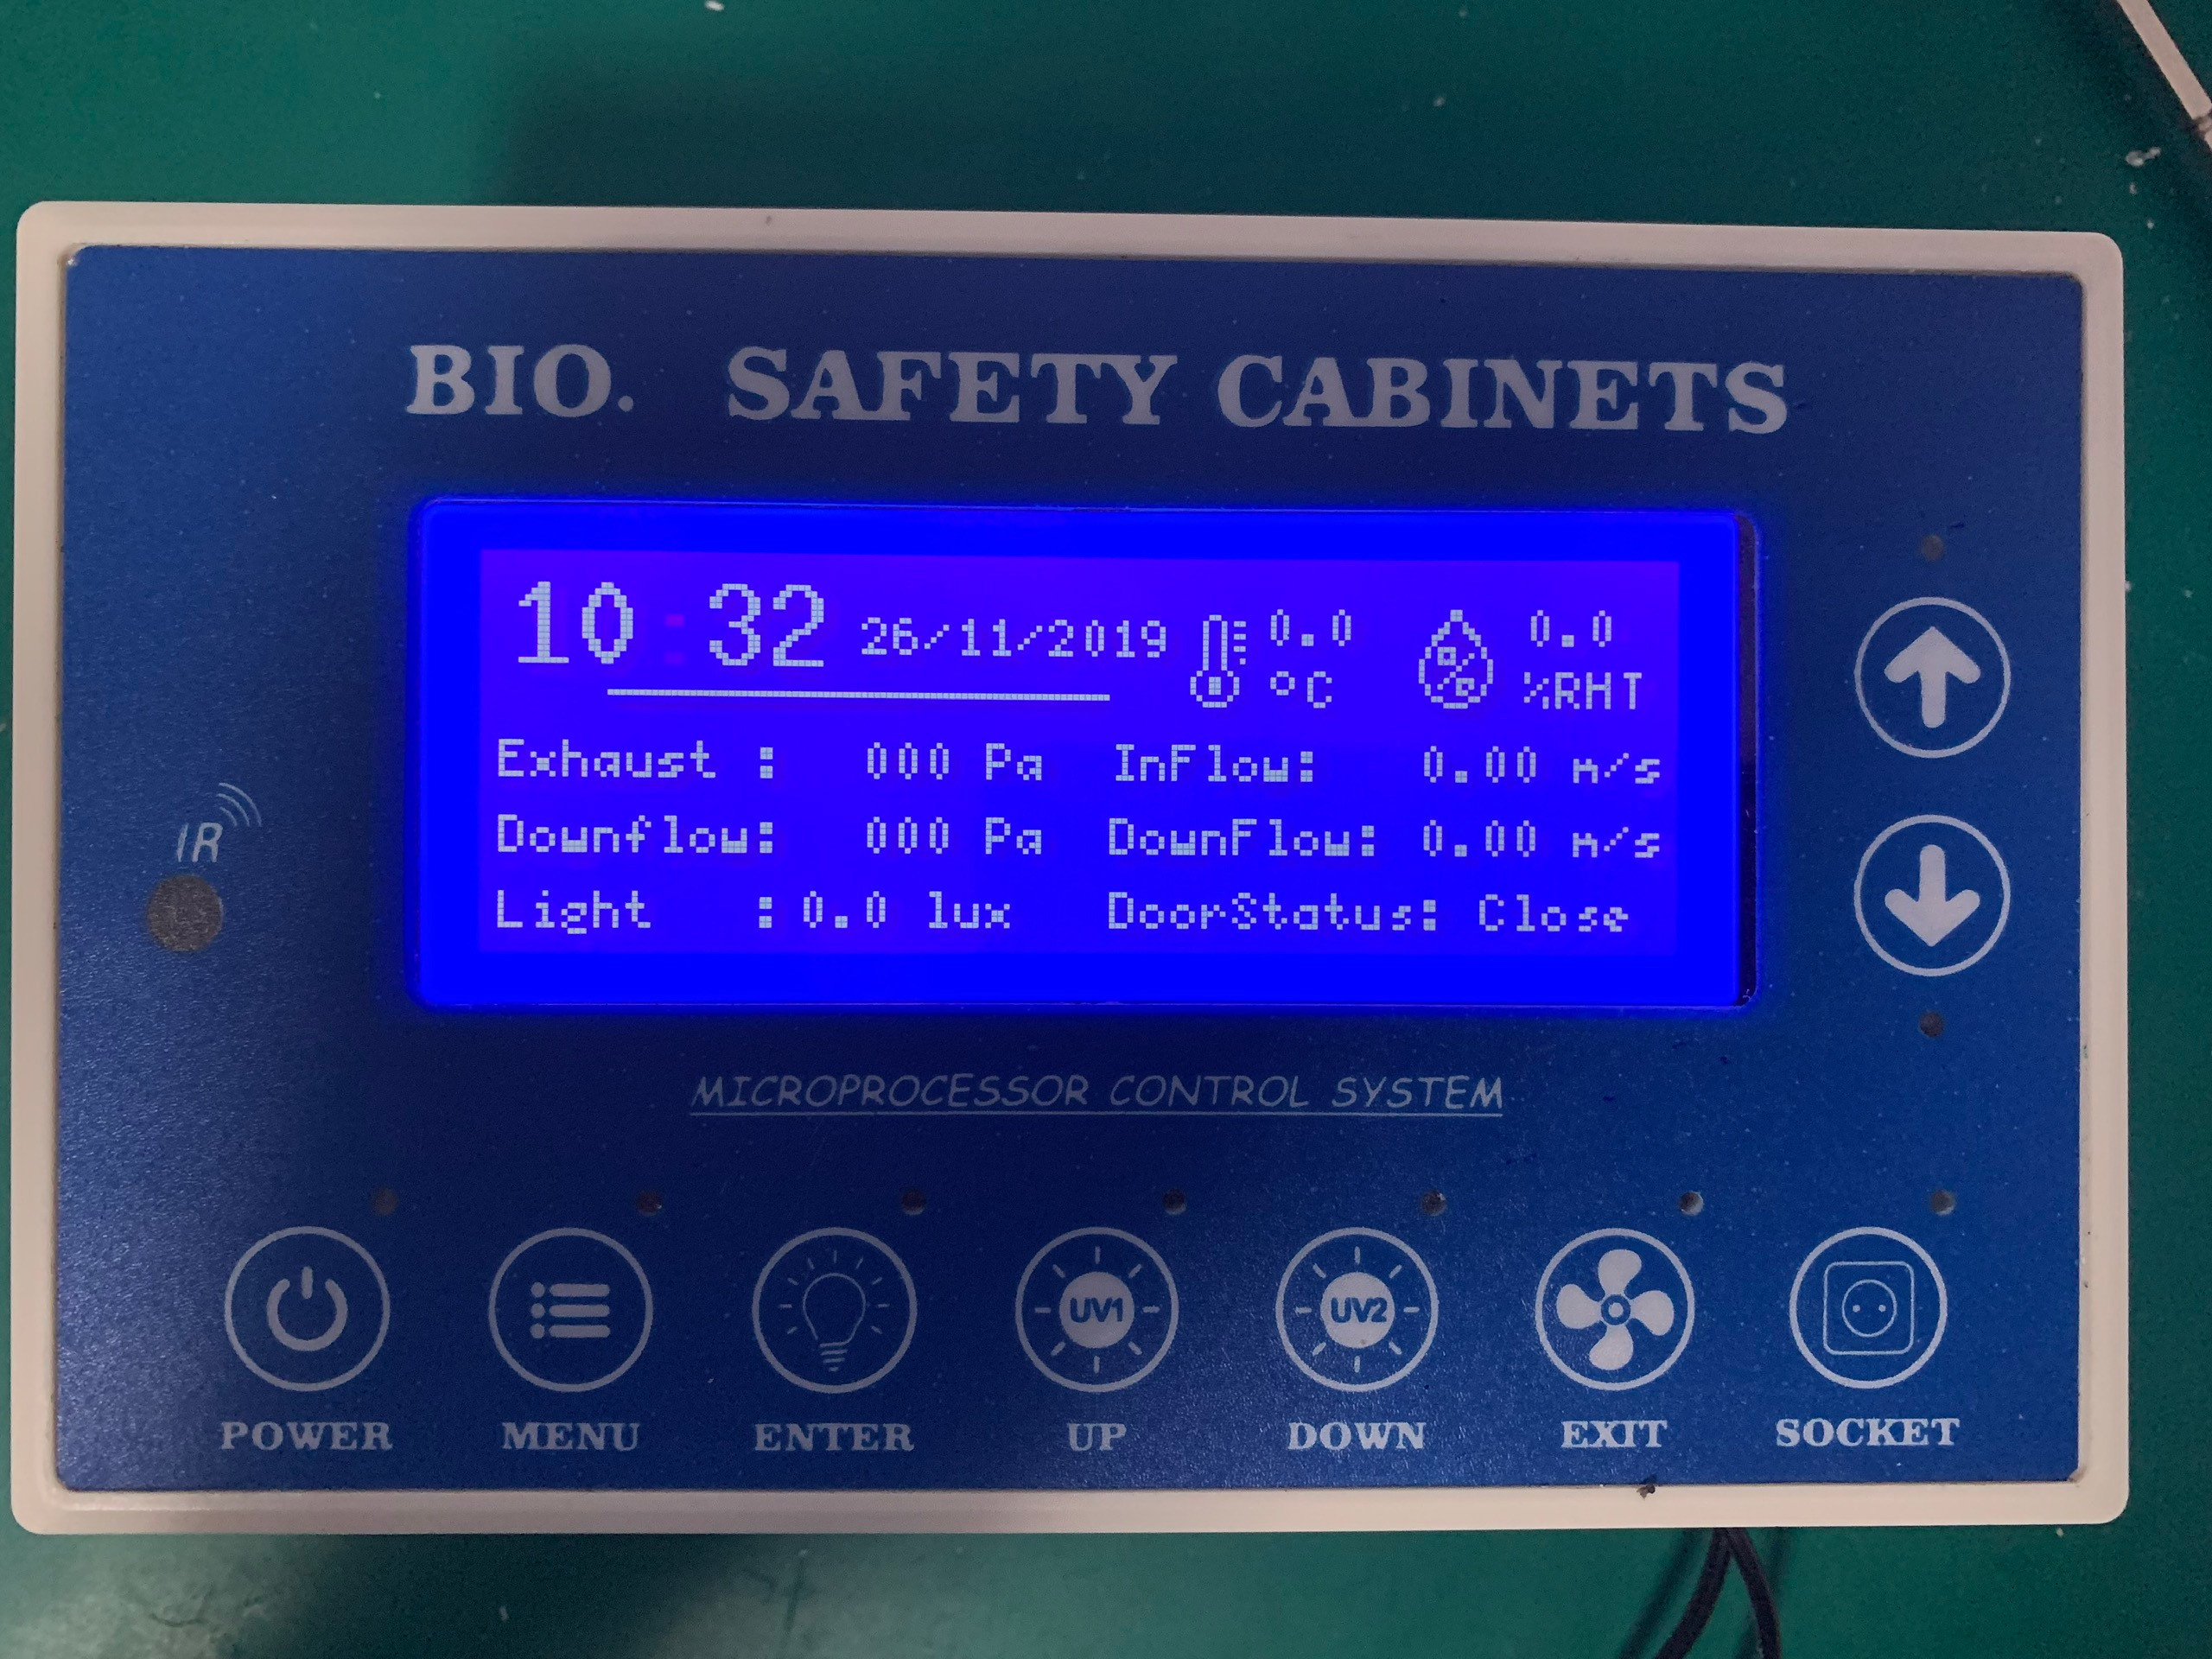 BIO. SAFETY CABINETS
10:32 26/11/2019 0.0 °C 0.0 %RHT
Exhaust : 000 Pa InFlow: 0.00 m/s
Downflow: 000 Pa DownFlow: 0.00 m/s
Light : 0.0 lux DoorStatus: Close
IR
MICROPROCESSOR CONTROL SYSTEM
UV1 UV2
POWER MENU ENTER UP DOWN EXIT SOCKET